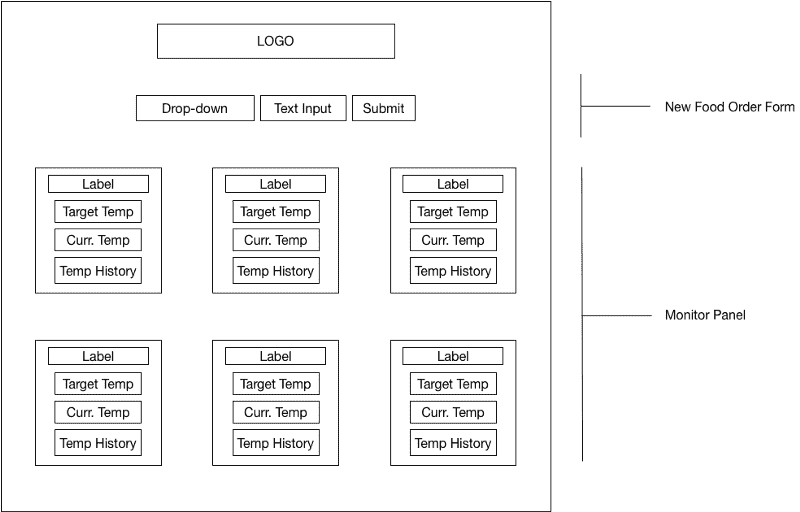 LOGO
Drop-down Text Input Submit
New Food Order Form
Label Label Label
Target Temp Target Temp Target Temp
Curr. Temp Curr. Temp Curr. Temp
Temp History Temp History Temp History
Monitor Panel
Label Label Label
Target Temp Target Temp Target Temp
Curr. Temp Curr. Temp Curr. Temp
Temp History Temp History Temp History